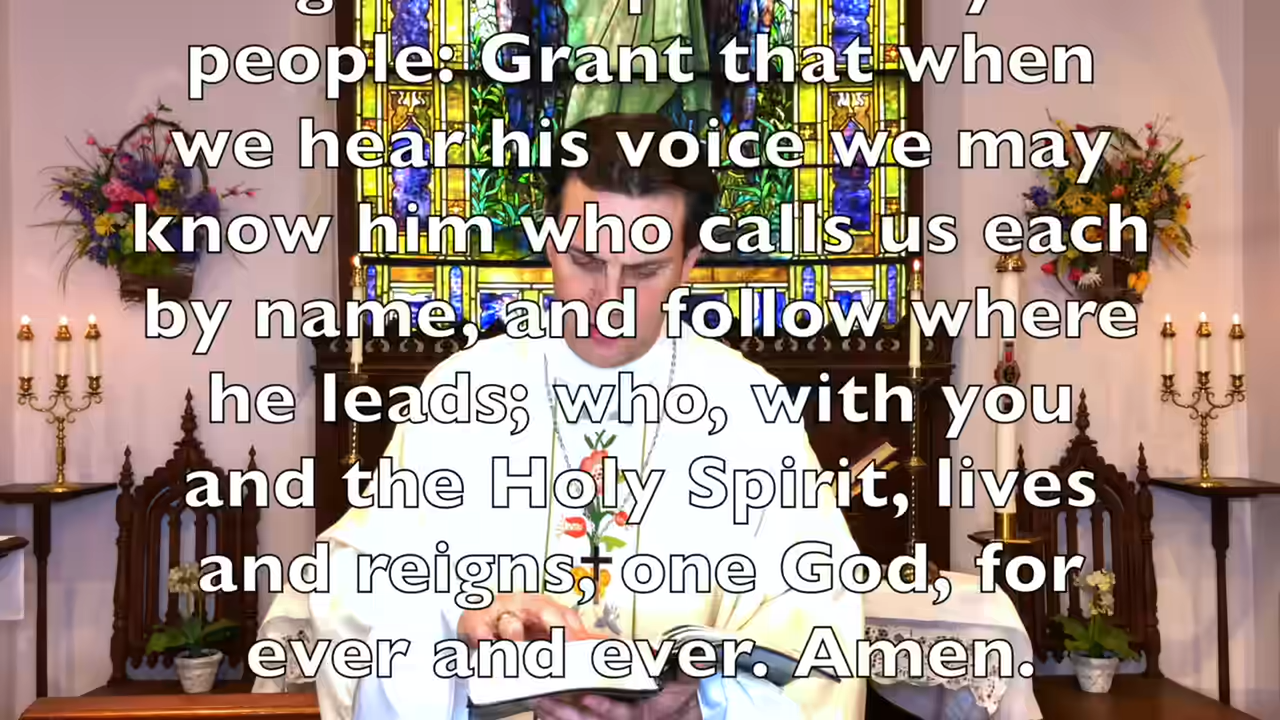 people: Grant that when
we hear his voice we may
know him who calls us each
by name, and follow where
he leads; who, with you
and the Holy Spirit, lives
and reigns, one God, for
ever and ever. Amen.